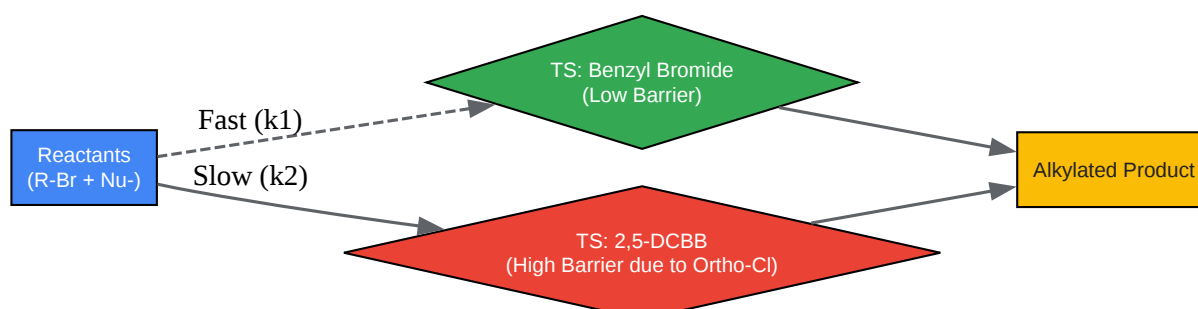 Fast (k1)
Slow (k2)
Reactants
(R-Br + Nu-)
TS: Benzyl Bromide
(Low Barrier)
TS: 2,5-DCBB
(High Barrier due to Ortho-Cl)
Alkylated Product